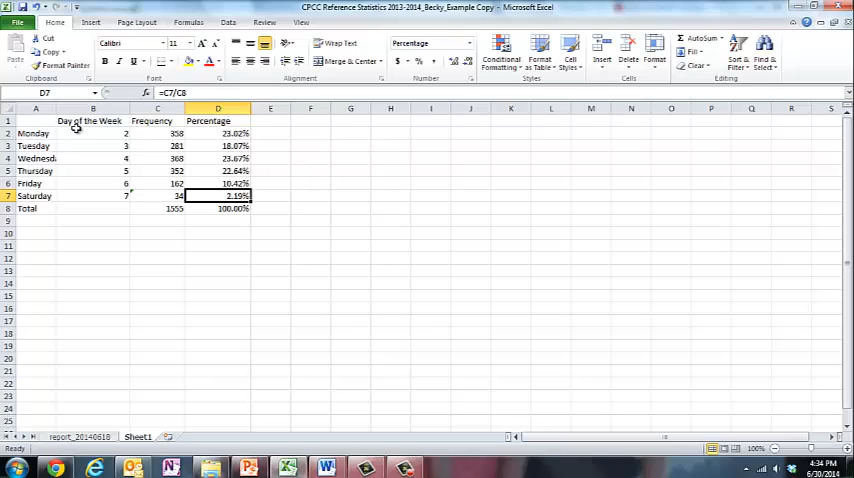 CPCC Reference Statistics 2013-2014_Becky_Example Copy - Microsoft Excel
File Home Insert Page Layout Formulas Data Review View
Paste Cut Copy Format Painter Clipboard
Calibri 11 B I U Font
Wrap Text Merge & Center Alignment
Percentage $ % , Number
Conditional Formatting Format as Table Cell Styles Styles
Insert Delete Format Cells
AutoSum Fill Clear Sort & Filter Find & Select Editing
D7 fx =C7/C8
A B C D E F G H I J K L M N O P Q R S
1 Day of the Week Frequency Percentage
2 Monday 2 358 23.02%
3 Tuesday 3 281 18.07%
4 Wednesda 4 368 23.67%
5 Thursday 5 352 22.64%
6 Friday 6 162 10.42%
7 Saturday 7 34 2.19%
8 Total 1555 100.00%
9
10
11
12
13
14
15
16
17
18
19
20
21
22
23
24
25
report_20140618 Sheet1
Ready 100%
4:34 PM
6/30/2014